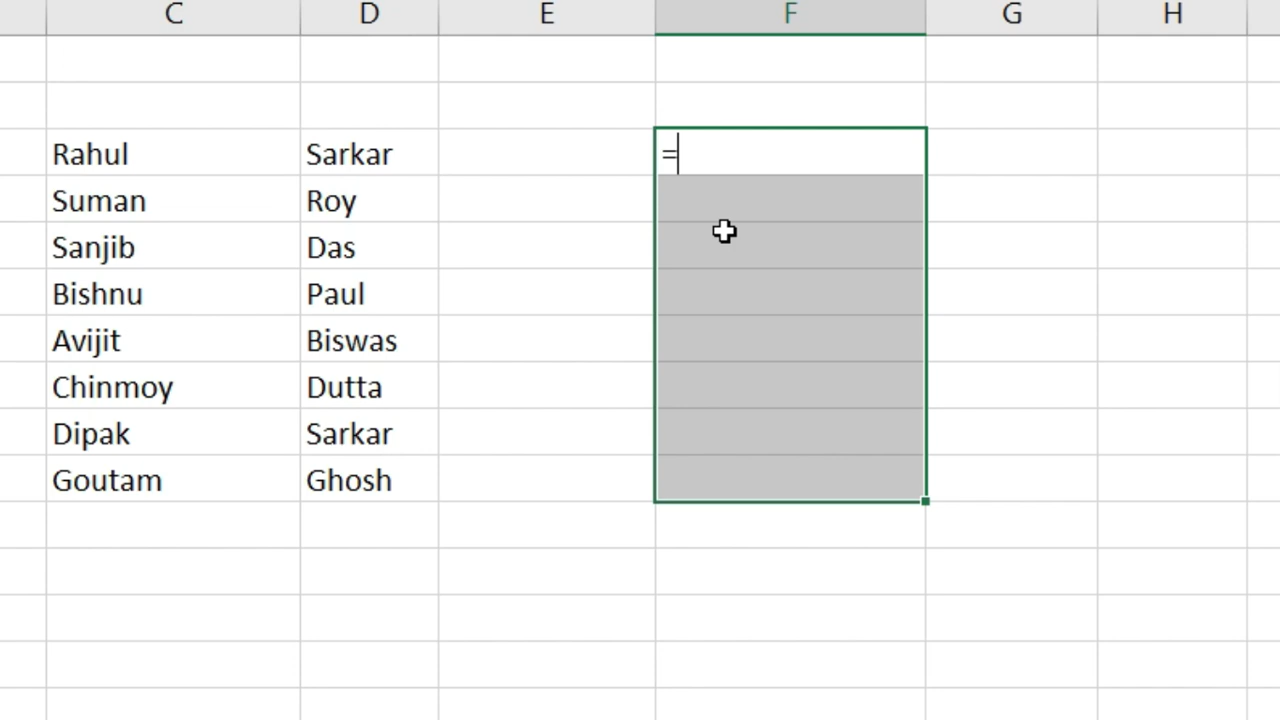 C D E F G H
Rahul Sarkar =
Suman Roy
Sanjib Das
Bishnu Paul
Avijit Biswas
Chinmoy Dutta
Dipak Sarkar
Goutam Ghosh